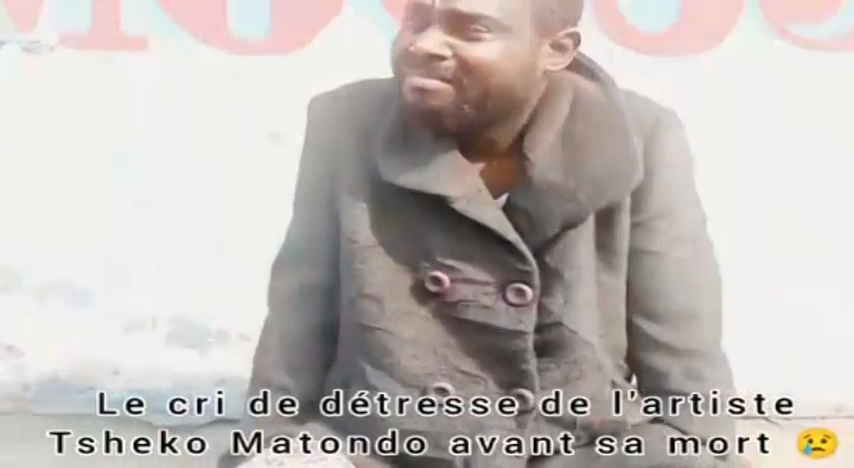 Le cri de détresse de l'artiste
Tsheko Matondo avant sa mort 😢